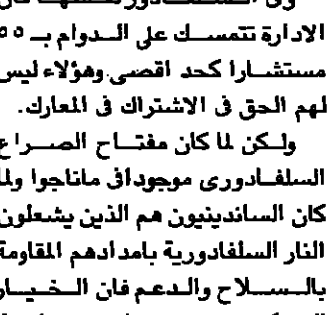 الادارة تتمسك على الدوام بـ ٥٥
مستشارا كحد اقصى وهؤلاء ليس
لهم الحق فى الاشتراك فى المعارك.
ولكن لما كان مفتاح الصراع
السلفادورى موجودا فى ماناجوا ولما
كان الساندينيون هم الذين يشعلون
النار السلفادورية بامدادهم المقاومة
بالسلاح والدعم فان الخيار